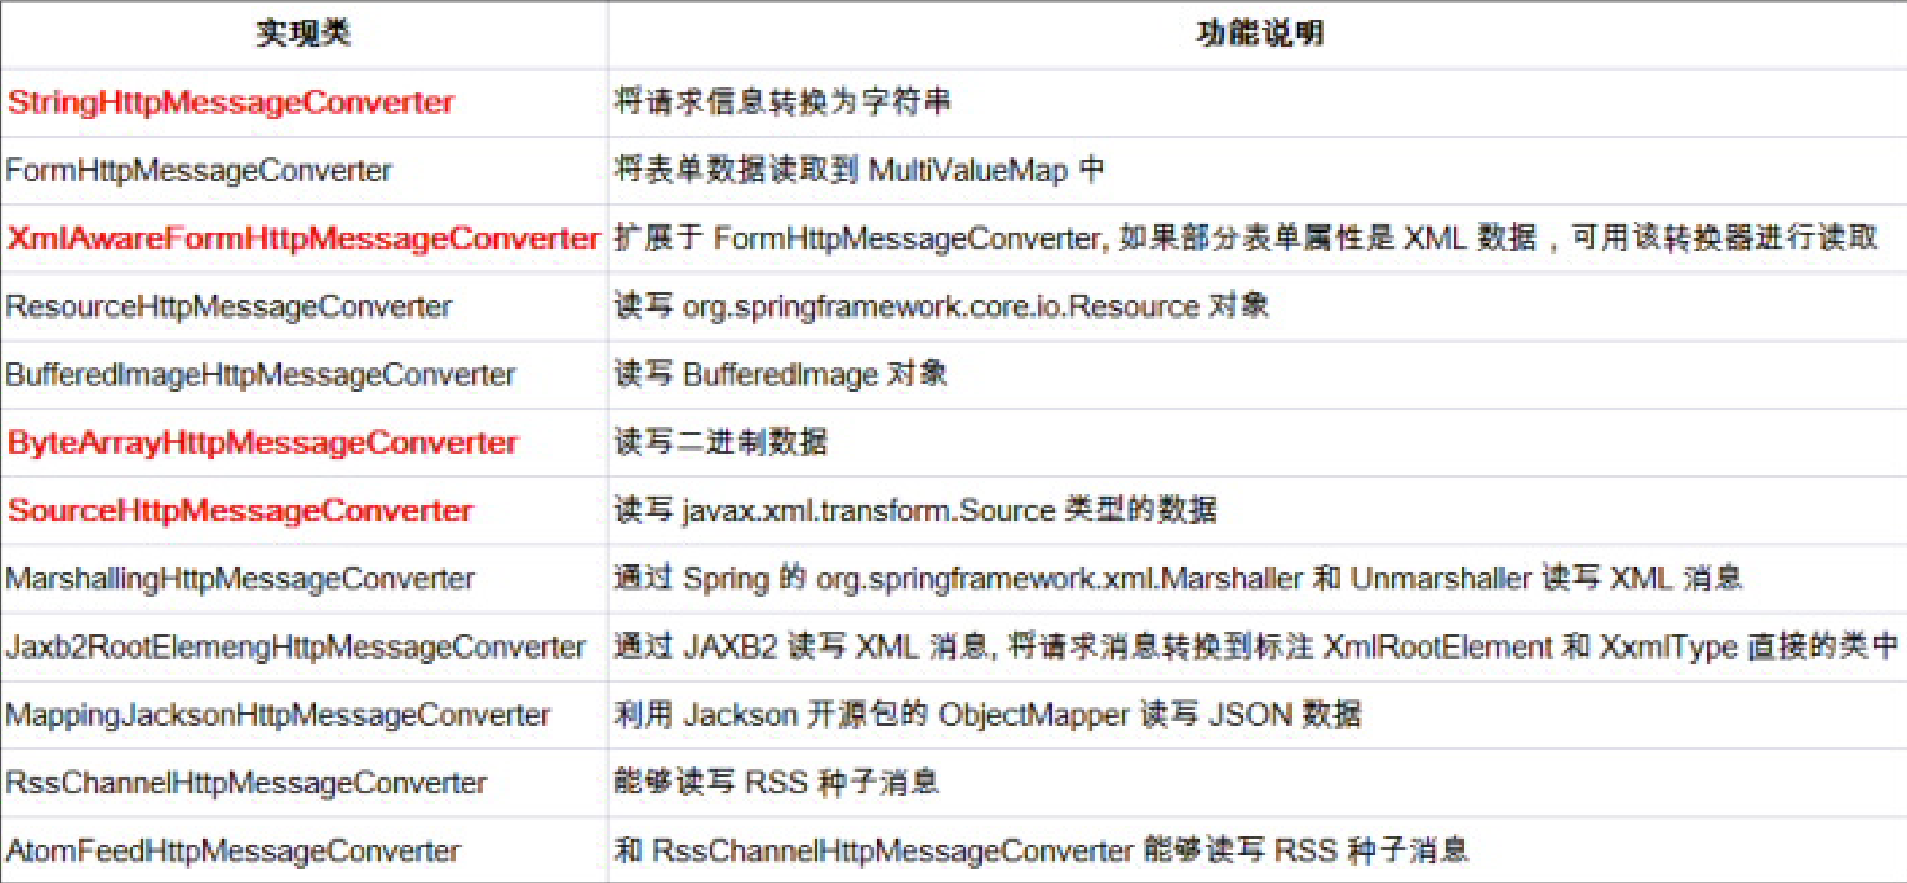 实现类 功能说明
StringHttpMessageConverter 将请求信息转换为字符串
FormHttpMessageConverter 将表单数据读取到 MultiValueMap 中
XmlAwareFormHttpMessageConverter 扩展于 FormHttpMessageConverter, 如果部分表单属性是 XML 数据，可用该转换器进行读取
ResourceHttpMessageConverter 读写 org.springframework.core.io.Resource 对象
BufferedImageHttpMessageConverter 读写 BufferedImage 对象
ByteArrayHttpMessageConverter 读写二进制数据
SourceHttpMessageConverter 读写 javax.xml.transform.Source 类型的数据
MarshallingHttpMessageConverter 通过 Spring 的 org.springframework.xml.Marshaller 和 Unmarshaller 读写 XML 消息
Jaxb2RootElemengHttpMessageConverter 通过 JAXB2 读写 XML 消息, 将请求消息转换到标注 XmlRootElement 和 XxmlType 直接的类中
MappingJacksonHttpMessageConverter 利用 Jackson 开源包的 ObjectMapper 读写 JSON 数据
RssChannelHttpMessageConverter 能够读写 RSS 种子消息
AtomFeedHttpMessageConverter 和 RssChannelHttpMessageConverter 能够读写 RSS 种子消息